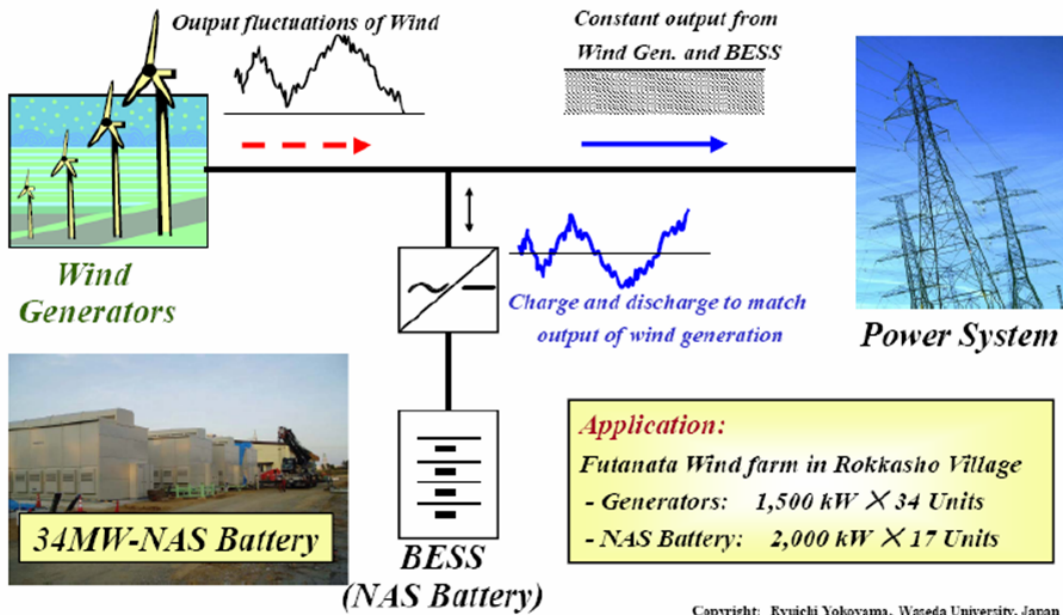 Output fluctuations of Wind
Constant output from
Wind Gen. and BESS
Wind
Generators
Charge and discharge to match
output of wind generation
Power System
34MW-NAS Battery
BESS
(NAS Battery)
Application:
Futanata Wind farm in Rokkasho Village
- Generators: 1,500 kW × 34 Units
- NAS Battery: 2,000 kW × 17 Units
Copyright: Ryuichi Yokoyama, Waseda University, Japan